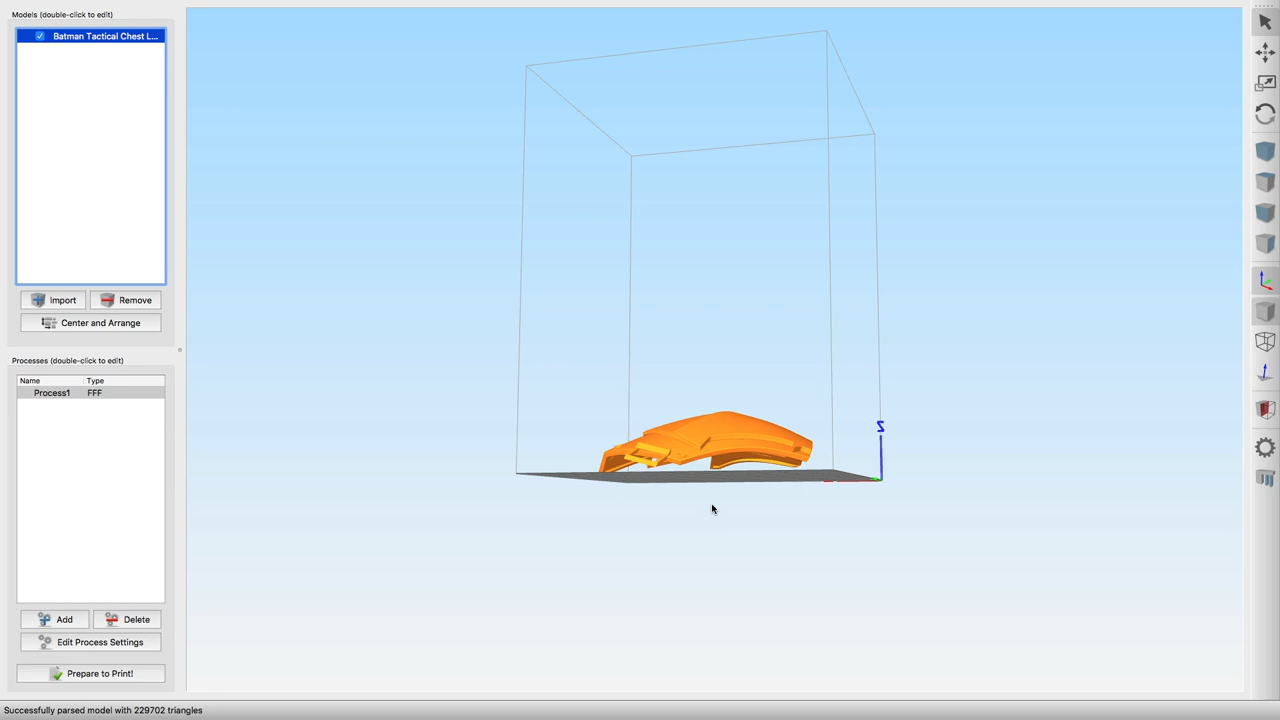 Models (double-click to edit)
Batman Tactical Chest L...
Import
Remove
Center and Arrange
Processes (double-click to edit)
Name Type
Process1 FFF
Add
Delete
Edit Process Settings
Prepare to Print!
Z
Successfully parsed model with 229702 triangles